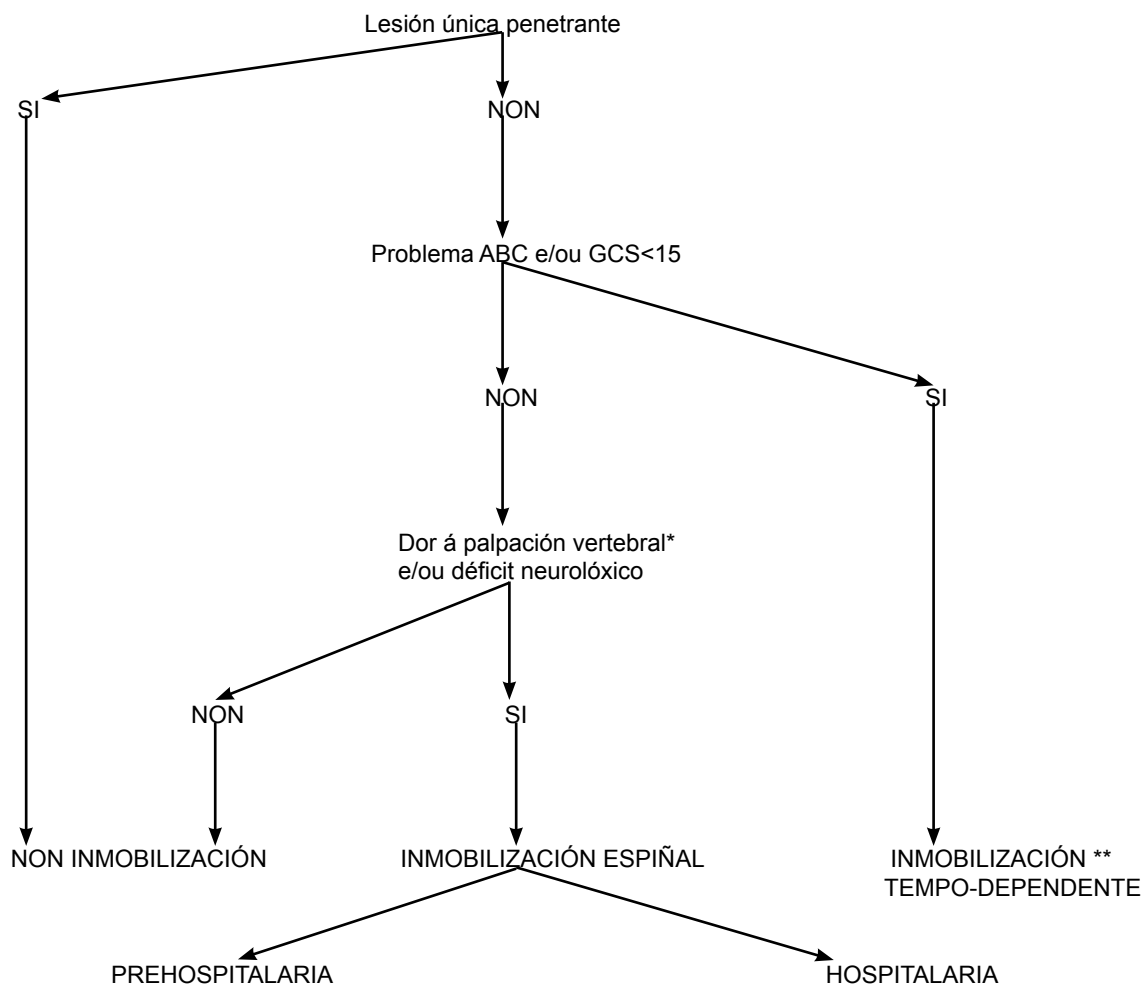 Lesión única penetrante
SI
NON
Problema ABC e/ou GCS<15
NON
SI
Dor á palpación vertebral*
e/ou déficit neurolóxico
NON
SI
NON INMOBILIZACIÓN
INMOBILIZACIÓN ESPIÑAL
INMOBILIZACIÓN **
TEMPO-DEPENDENTE
PREHOSPITALARIA
HOSPITALARIA